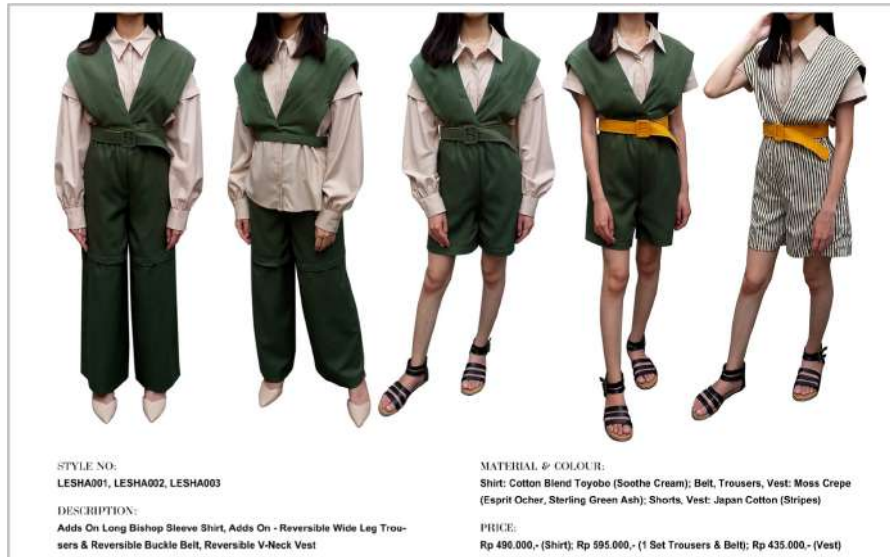 STYLE NO:
LESHA001, LESHA002, LESHA003
DESCRIPTION:
Adds On Long Bishop Sleeve Shirt, Adds On - Reversible Wide Leg Trou-
sers & Reversible Buckle Belt, Reversible V-Neck Vest
MATERIAL & COLOUR:
Shirt: Cotton Blend Toyobo (Soothe Cream); Belt, Trousers, Vest: Moss Crepe
(Esprit Ocher, Sterling Green Ash); Shorts, Vest: Japan Cotton (Stripes)
PRICE:
Rp 490.000,- (Shirt); Rp 595.000,- (1 Set Trousers & Belt); Rp 435.000,- (Vest)